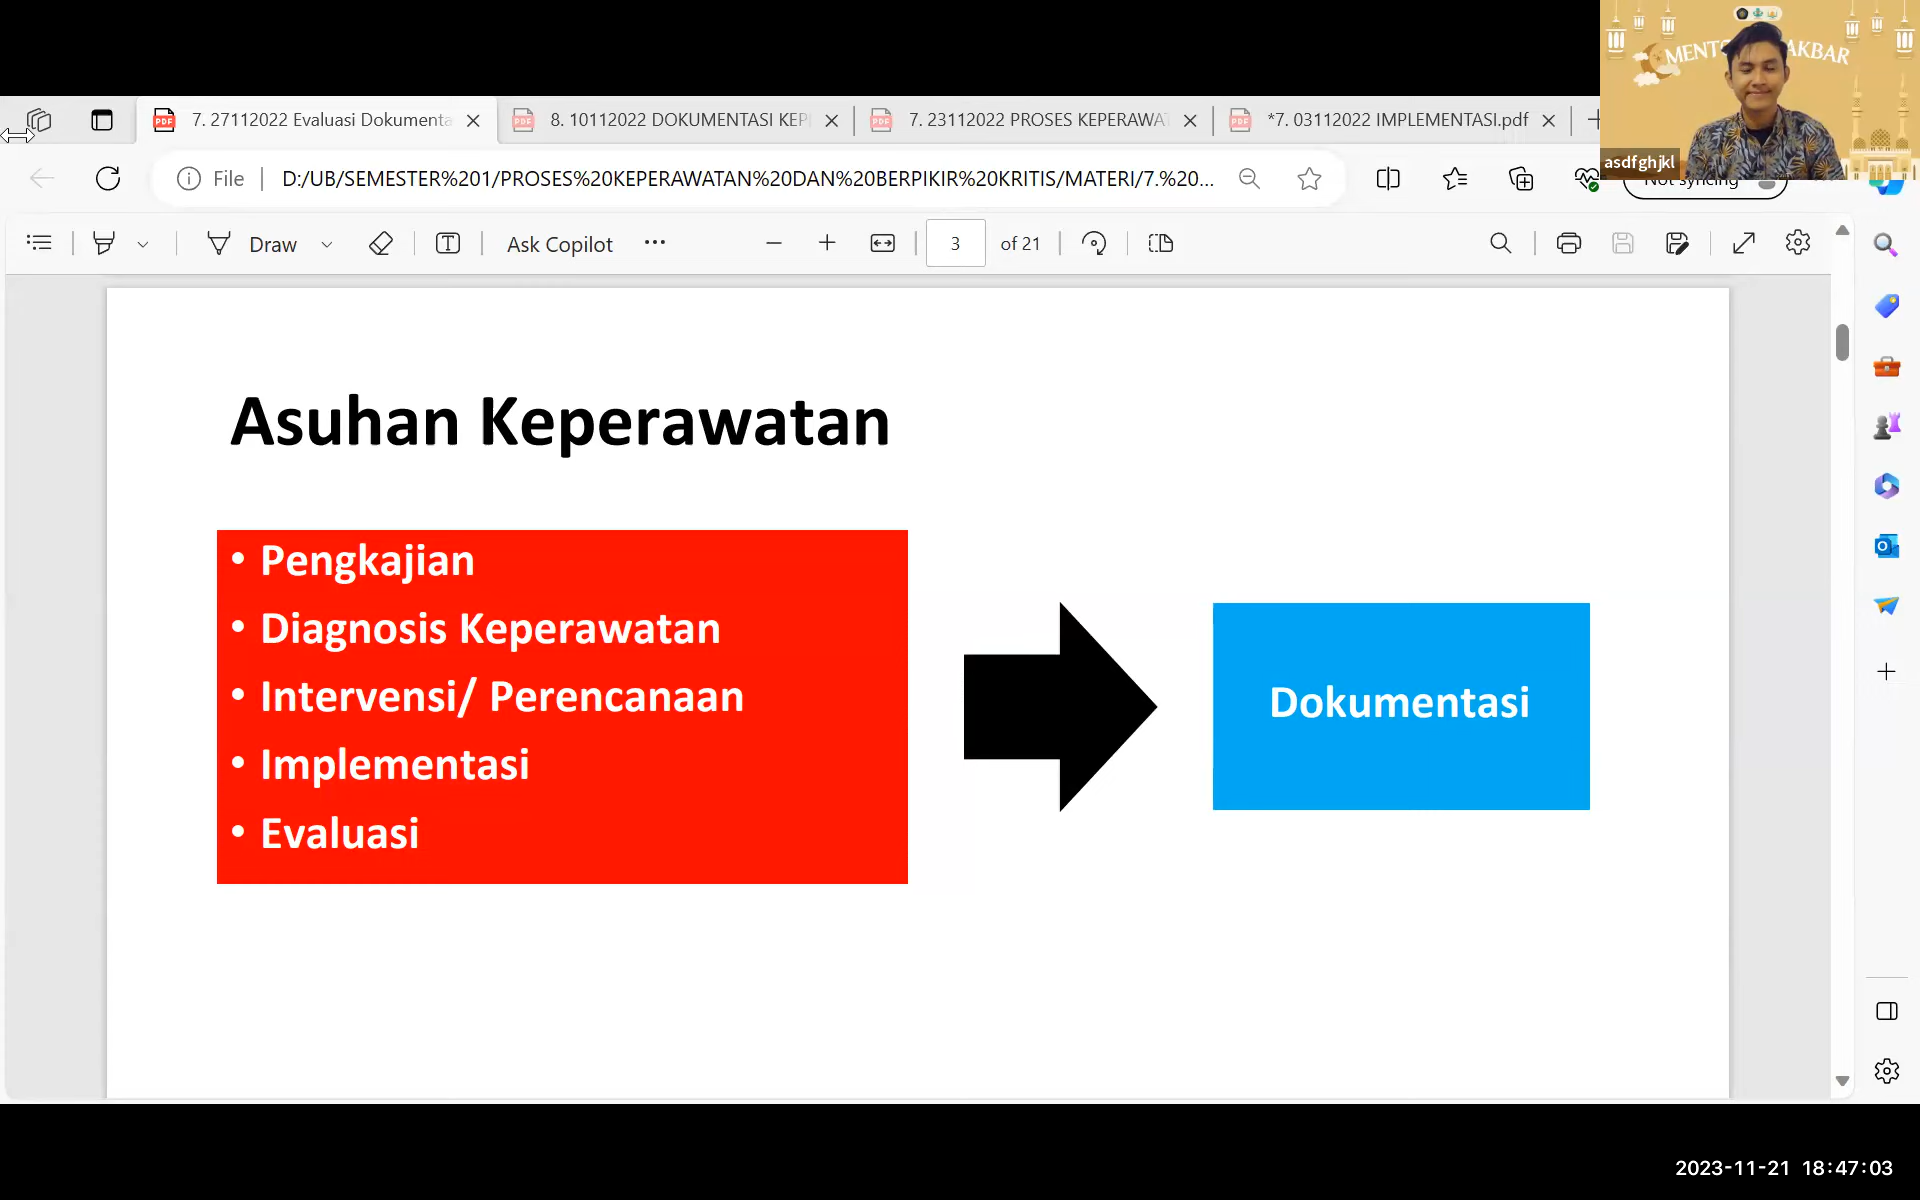 MENT AKBAR
asdfghjkl
7. 27112022 Evaluasi Dokumenta
8. 10112022 DOKUMENTASI KEP
7. 23112022 PROSES KEPERAWAT
*7. 03112022 IMPLEMENTASI.pdf
File
D:/UB/SEMESTER%201/PROSES%20KEPERAWATAN%20DAN%20BERPIKIR%20KRITIS/MATERI/7.%20...
Not syncing
Draw
Ask Copilot
3 of 21
Asuhan Keperawatan
• Pengkajian
• Diagnosis Keperawatan
• Intervensi/ Perencanaan
• Implementasi
• Evaluasi
Dokumentasi
2023-11-21 18:47:03